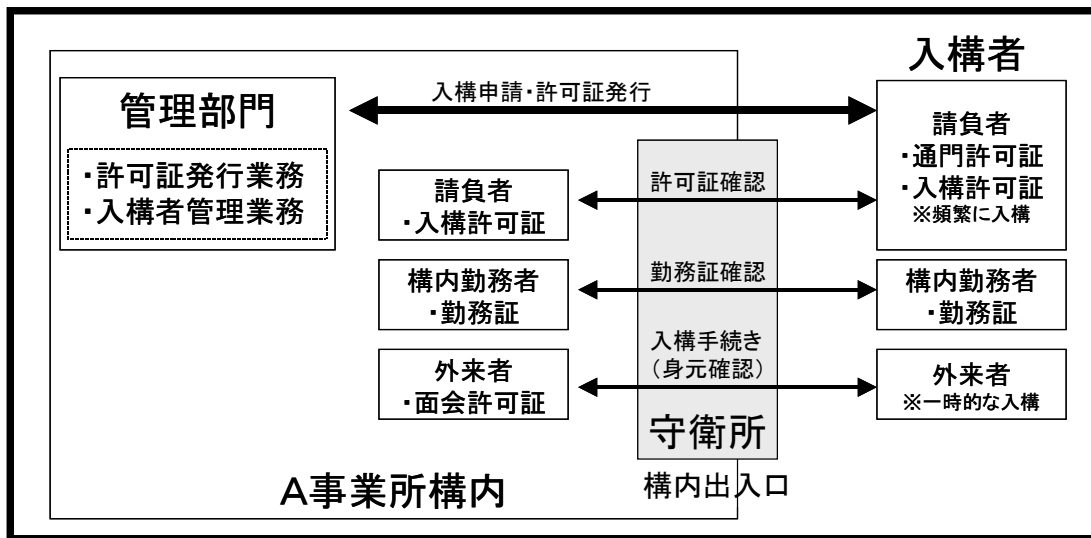 入構者
管理部門
・許可証発行業務
・入構者管理業務
入構申請・許可証発行
請負者
・通門許可証
・入構許可証
※頻繁に入構
請負者
・入構許可証
許可証確認
構内勤務者
・勤務証
勤務証確認
構内勤務者
・勤務証
外来者
・面会許可証
入構手続き
（身元確認）
外来者
※一時的な入構
守衛所
A事業所構内
構内出入口